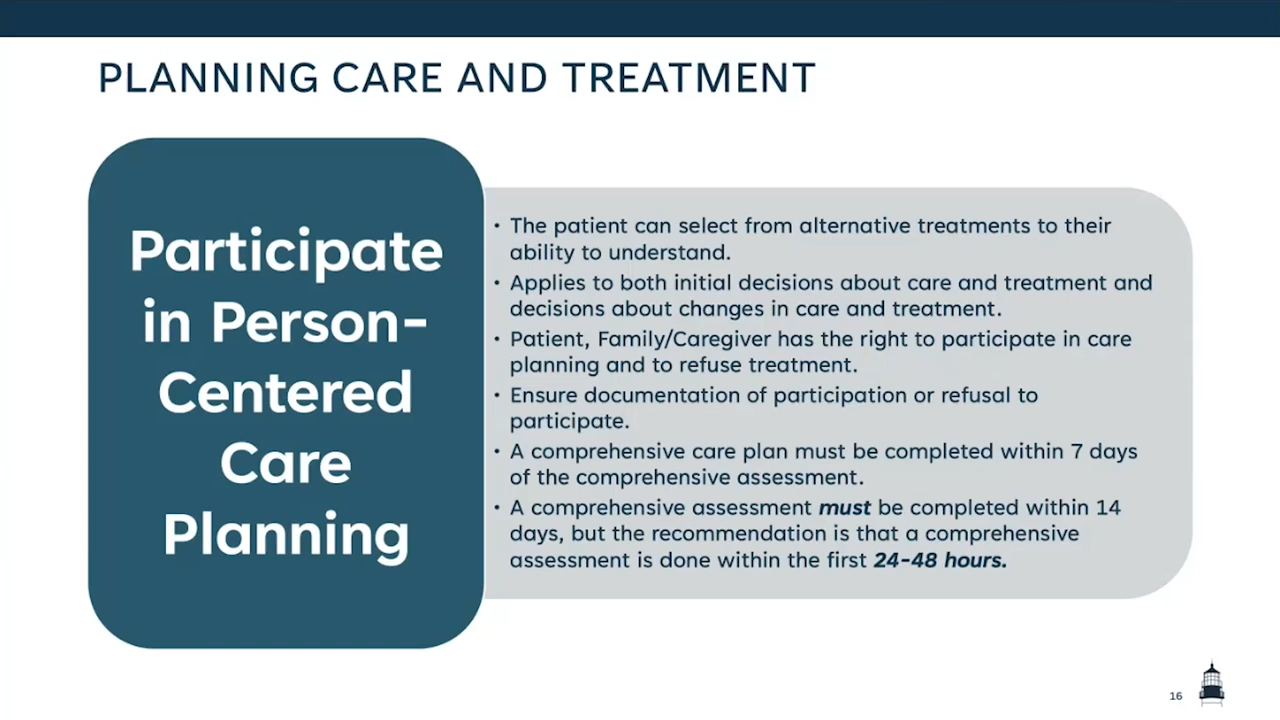 PLANNING CARE AND TREATMENT
Participate
in Person-
Centered
Care
Planning
• The patient can select from alternative treatments to their
ability to understand.
• Applies to both initial decisions about care and treatment and
decisions about changes in care and treatment.
• Patient, Family/Caregiver has the right to participate in care
planning and to refuse treatment.
• Ensure documentation of participation or refusal to
participate.
• A comprehensive care plan must be completed within 7 days
of the comprehensive assessment.
• A comprehensive assessment must be completed within 14
days, but the recommendation is that a comprehensive
assessment is done within the first 24-48 hours.
16